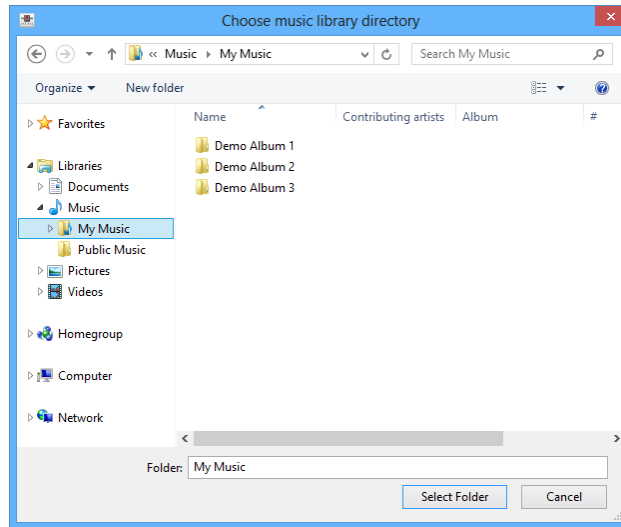 Choose music library directory
« Music My Music Search My Music
Organize New folder
Name Contributing artists Album #
Favorites
Libraries
Documents
Music
My Music
Public Music
Pictures
Videos
Homegroup
Computer
Network
Demo Album 1
Demo Album 2
Demo Album 3
Folder: My Music
Select Folder Cancel